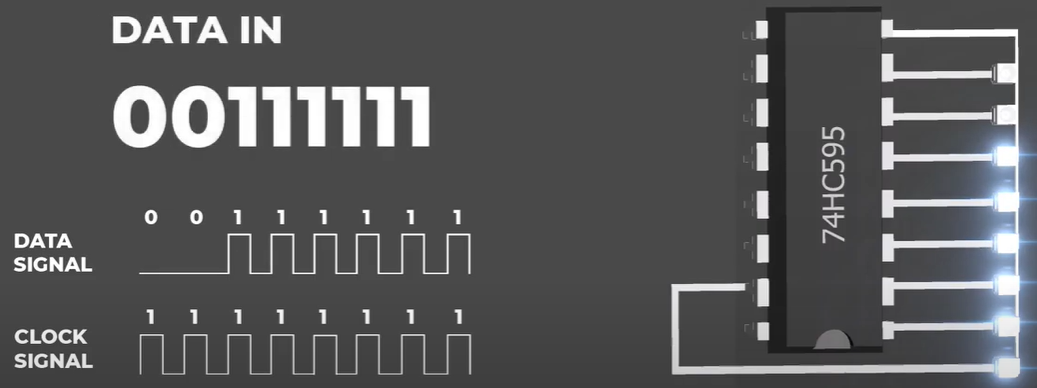 DATA IN
00111111
0 0 1 1 1 1 1 1
DATA
SIGNAL
1 1 1 1 1 1 1 1
CLOCK
SIGNAL
74HC595